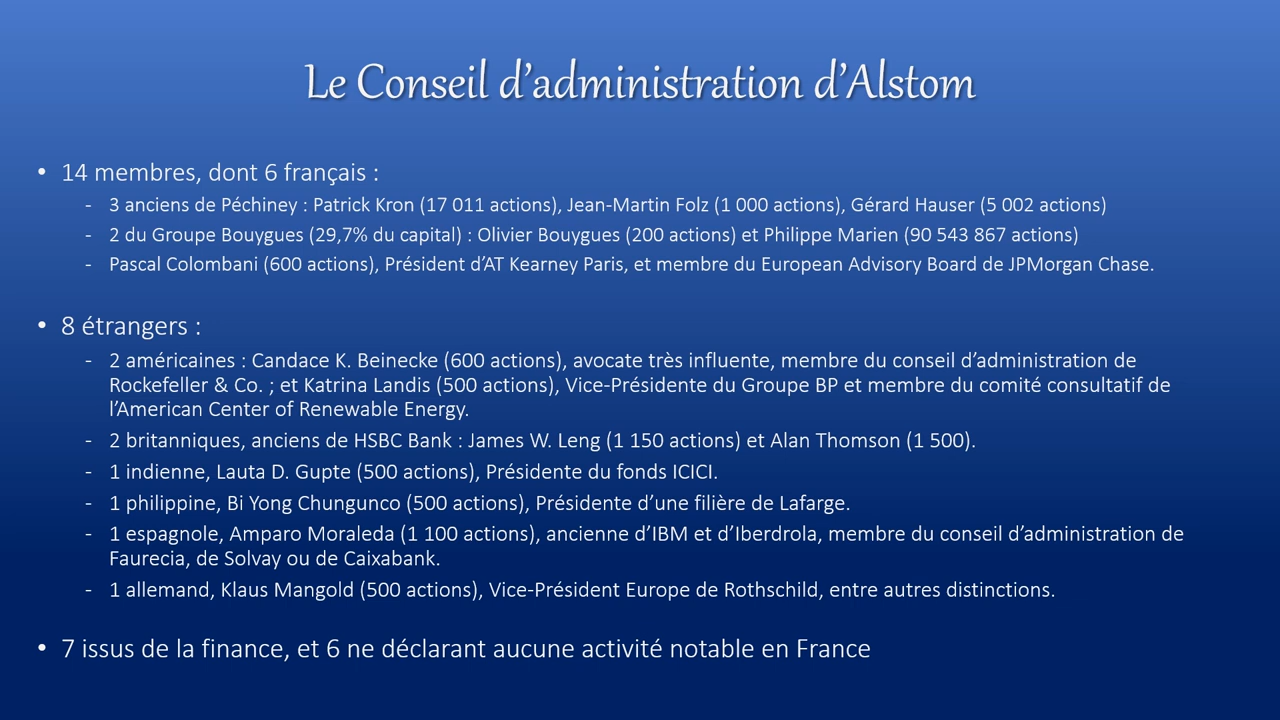 Le Conseil d’administration d’Alstom
• 14 membres, dont 6 français :
- 3 anciens de Péchiney : Patrick Kron (17 011 actions), Jean-Martin Folz (1 000 actions), Gérard Hauser (5 002 actions)
- 2 du Groupe Bouygues (29,7% du capital) : Olivier Bouygues (200 actions) et Philippe Marien (90 543 867 actions)
- Pascal Colombani (600 actions), Président d’AT Kearney Paris, et membre du European Advisory Board de JPMorgan Chase.
• 8 étrangers :
- 2 américaines : Candace K. Beinecke (600 actions), avocate très influente, membre du conseil d’administration de
Rockefeller & Co. ; et Katrina Landis (500 actions), Vice-Présidente du Groupe BP et membre du comité consultatif de
l’American Center of Renewable Energy.
- 2 britanniques, anciens de HSBC Bank : James W. Leng (1 150 actions) et Alan Thomson (1 500).
- 1 indienne, Lauta D. Gupte (500 actions), Présidente du fonds ICICI.
- 1 philippine, Bi Yong Chungunco (500 actions), Présidente d’une filière de Lafarge.
- 1 espagnole, Amparo Moraleda (1 100 actions), ancienne d’IBM et d’Iberdrola, membre du conseil d’administration de
Faurecia, de Solvay ou de Caixabank.
- 1 allemand, Klaus Mangold (500 actions), Vice-Président Europe de Rothschild, entre autres distinctions.
• 7 issus de la finance, et 6 ne déclarant aucune activité notable en France